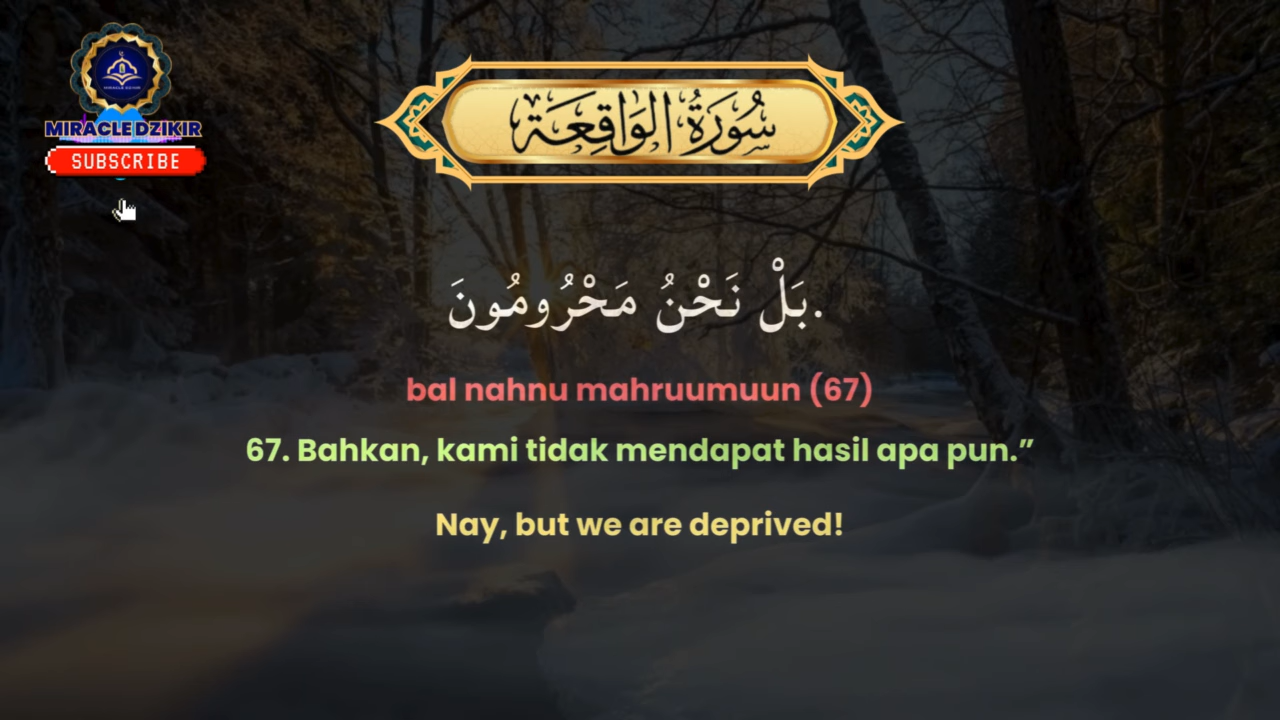 MIRACLE DZIKIR
SUBSCRIBE
سُورَةُ الوَاقِعَة
بَلْ نَحْنُ مَحْرُومُونَ.
bal nahnu mahruumuun (67)
67. Bahkan, kami tidak mendapat hasil apa pun.”
Nay, but we are deprived!